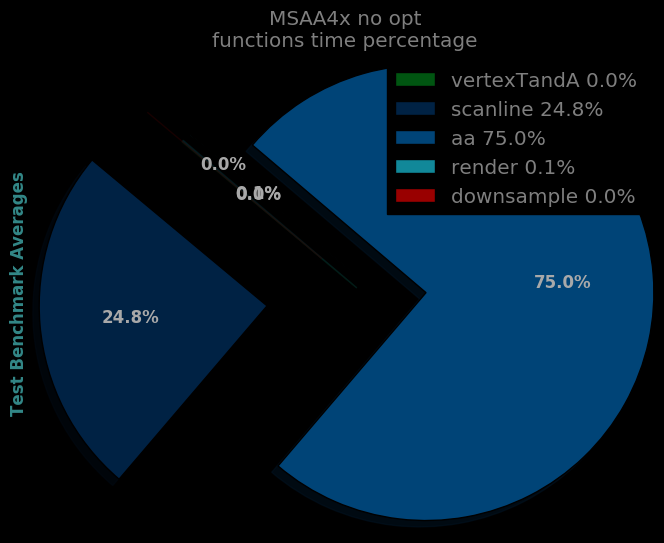 MSAA4x no opt
functions time percentage
vertexTandA 0.0%
scanline 24.8%
aa 75.0%
render 0.1%
downsample 0.0%
0.0%
75.0%
24.8%
Test Benchmark Averages